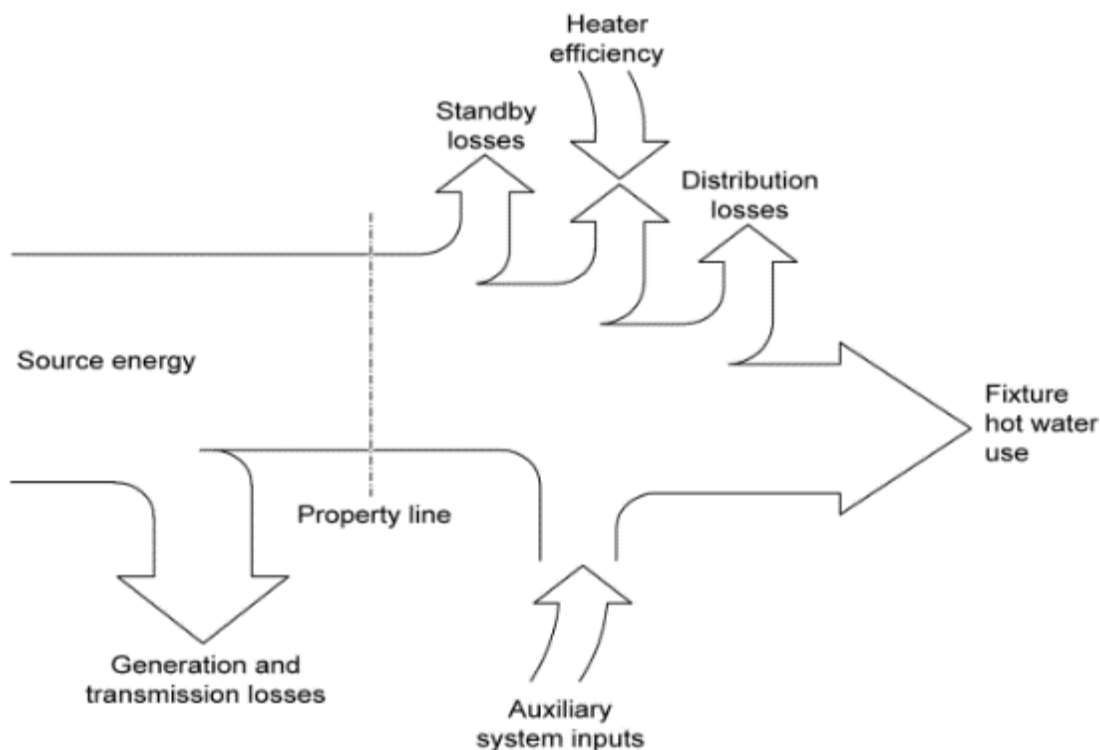 Heater
efficiency
Standby
losses
Distribution
losses
Source energy
Fixture
hot water
use
Property line
Generation and
transmission losses
Auxiliary
system inputs